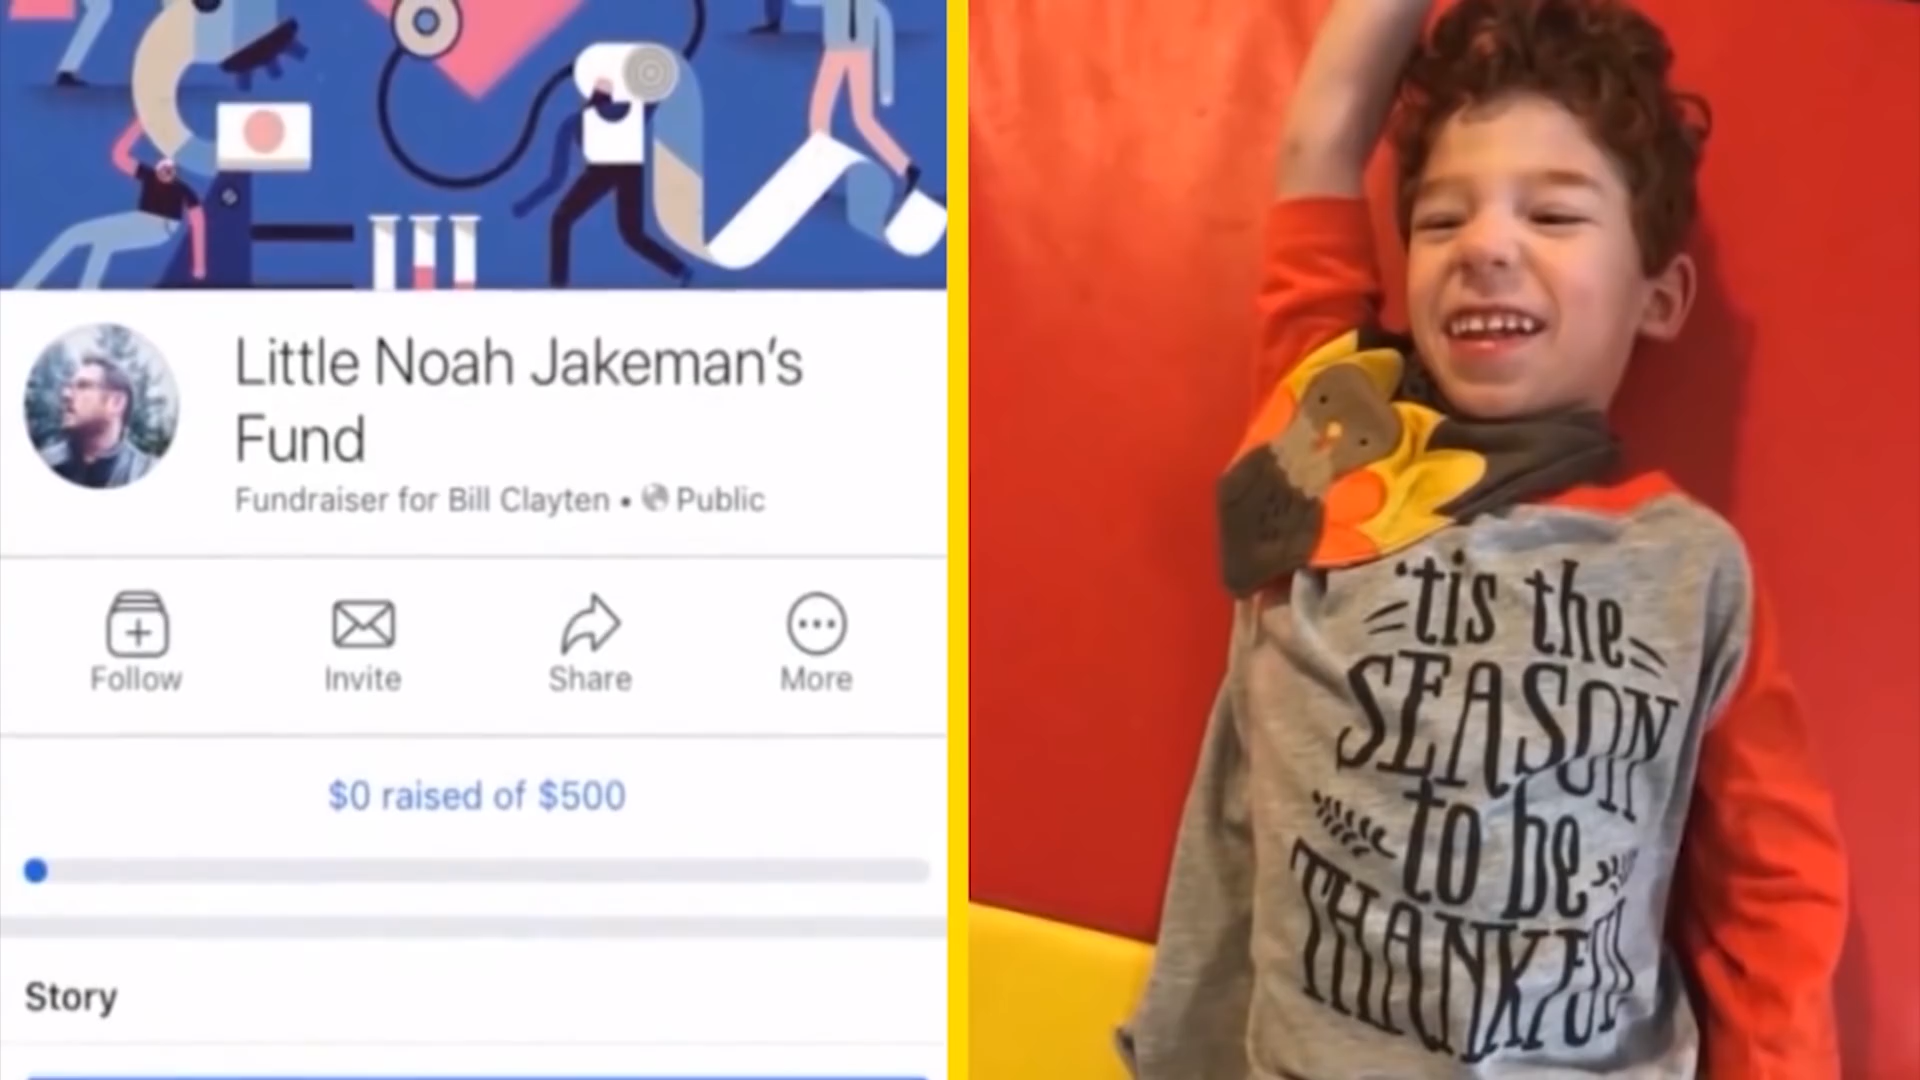 Little Noah Jakeman's
Fund
Fundraiser for Bill Clayten • Public
Follow
Invite
Share
More
$0 raised of $500
Story
'tis the
SEASON
to be
THANKFUL